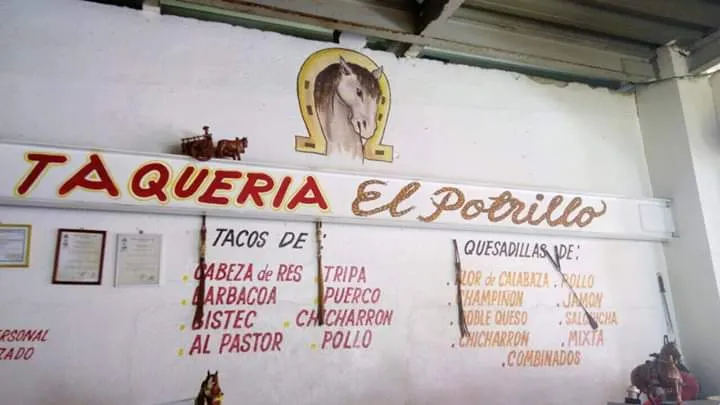 TAQUERIA El Potrillo
TACOS DE:
CABEZA de RES
BARBACOA
BISTEC
AL PASTOR
TRIPA
PUERCO
CHICHARRON
POLLO
QUESADILLAS DE:
FLOR de CALABAZA
CHAMPIÑON
DOBLE QUESO
CHICHARRON
POLLO
JAMON
SALCHICHA
MIXTA
COMBINADOS
PERSONAL